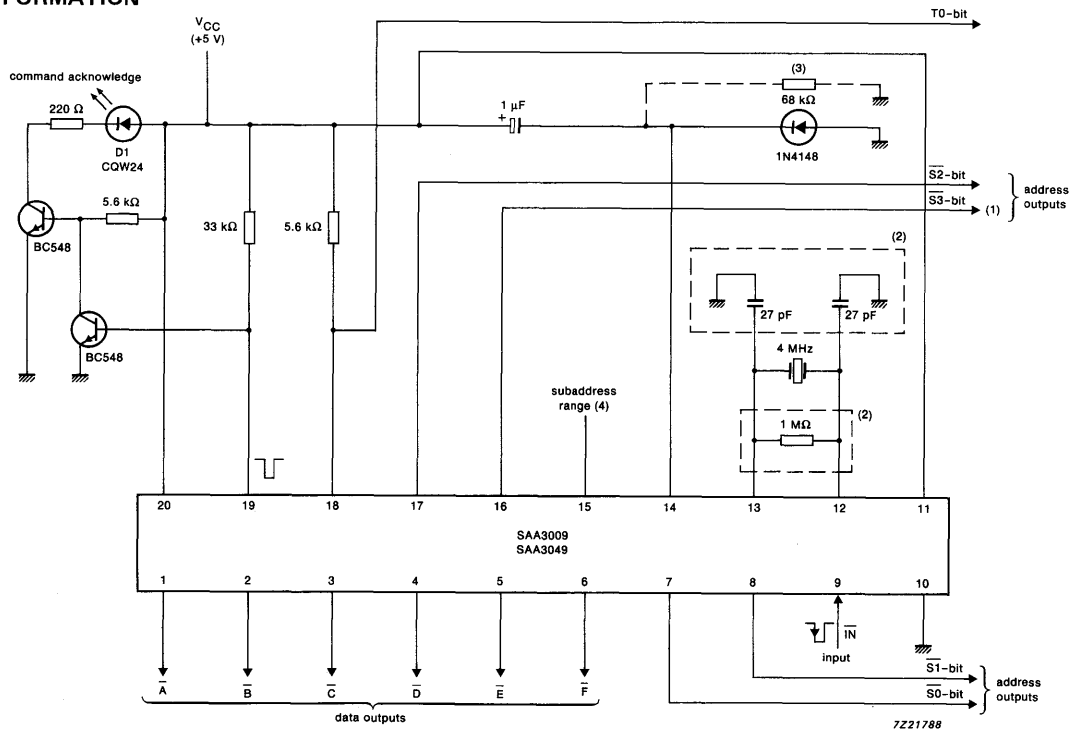 FORMATION
T0-bit
VCC
(+5 V)
command acknowledge
(3)
68 kΩ
220 Ω
1 µF
+
D1
CQW24
1N4148
S2-bit
S3-bit
(1)
address
outputs
5.6 kΩ
BC548
33 kΩ
5.6 kΩ
(2)
27 pF
27 pF
BC548
4 MHz
subaddress
range (4)
(2)
1 MΩ
20 19 18 17 16 15 14 13 12 11
SAA3009
SAA3049
1 2 3 4 5 6 7 8 9 10
IN
input
A B C D E F
data outputs
S1-bit
S0-bit
address
outputs
7Z21788